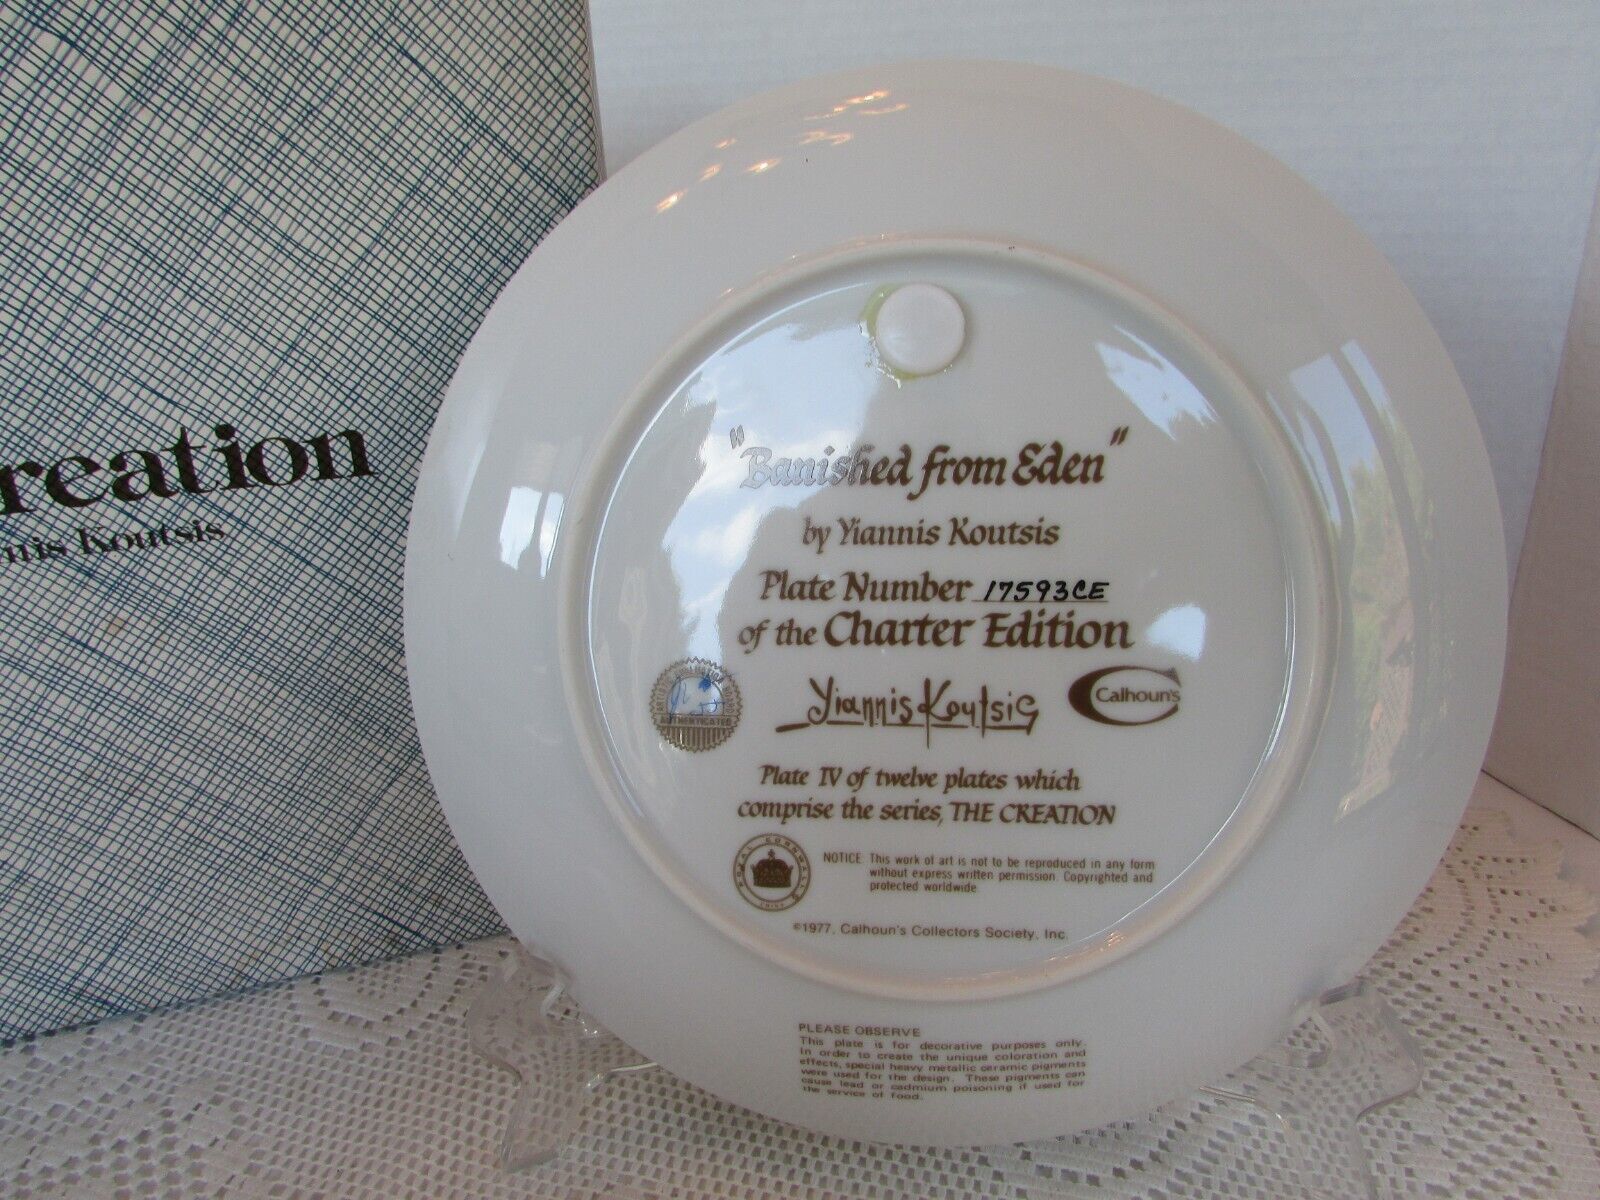 reation
nnis Koutsis
"Banished from Eden"
by Yiannis Koutsis
Plate Number 17593CE
of the Charter Edition
AUTHENTICATED
Yiannis Koutsis
Calhoun's
Plate IV of twelve plates which
comprise the series, THE CREATION
ROYAL CORNWALL
CHINA
NOTICE: This work of art is not to be reproduced in any form
without express written permission. Copyrighted and
protected worldwide.
©1977, Calhoun's Collectors Society, Inc.
PLEASE OBSERVE
This plate is for decorative purposes only.
In order to create the unique coloration and
effects, special heavy metallic ceramic pigments
were used for the design. These pigments can
cause lead or cadmium poisoning if used for
the service of food.